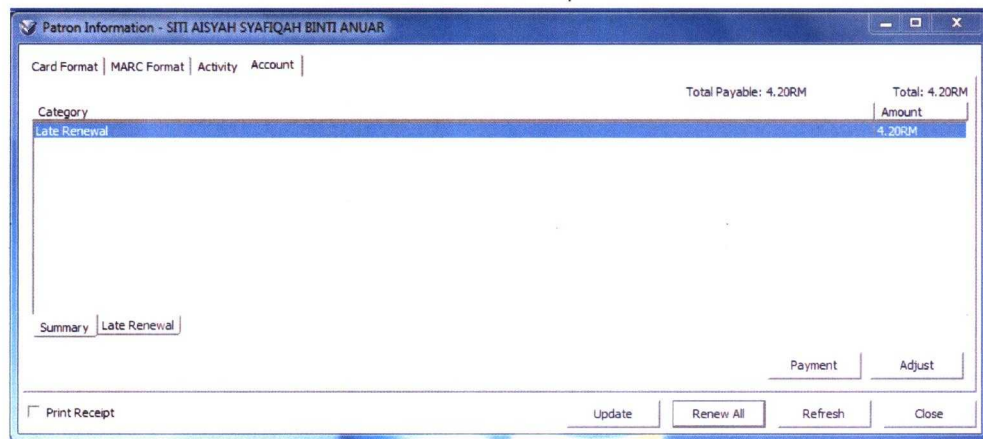 Patron Information - SITI AISYAH SYAFIQAH BINTI ANUAR
Card Format MARC Format Activity Account
Total Payable: 4.20RM Total: 4.20RM
Category Amount
Late Renewal 4.20RM
Summary Late Renewal
Payment Adjust
Print Receipt Update Renew All Refresh Close